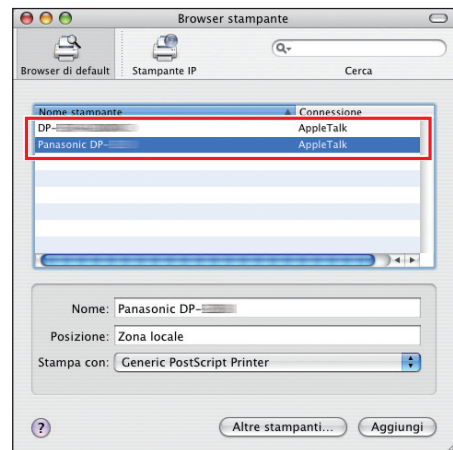 Browser stampante
Browser di default Stampante IP Cerca
Nome stampante Connessione
DP- AppleTalk
Panasonic DP- AppleTalk
Nome: Panasonic DP-
Posizione: Zona locale
Stampa con: Generic PostScript Printer
? Altre stampanti... Aggiungi